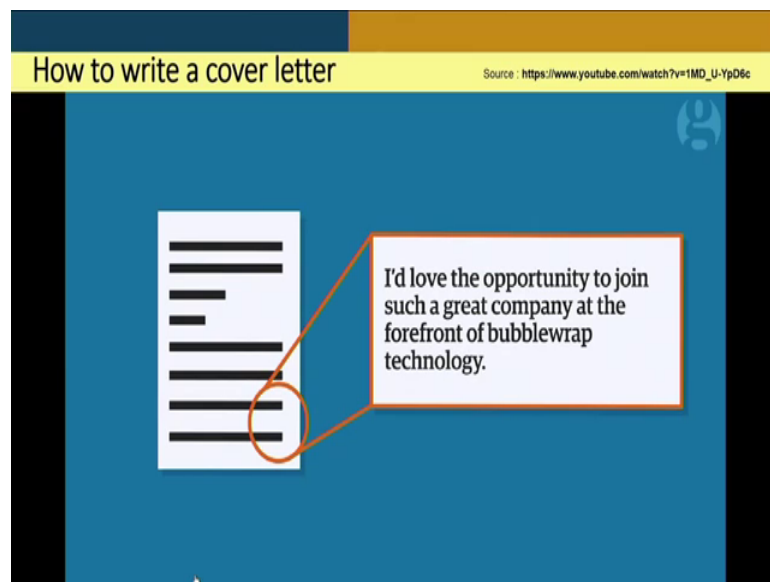 How to write a cover letter
Source : https://www.youtube.com/watch?v=1MD_U-YpD6c
g
I'd love the opportunity to join
such a great company at the
forefront of bubblewrap
technology.